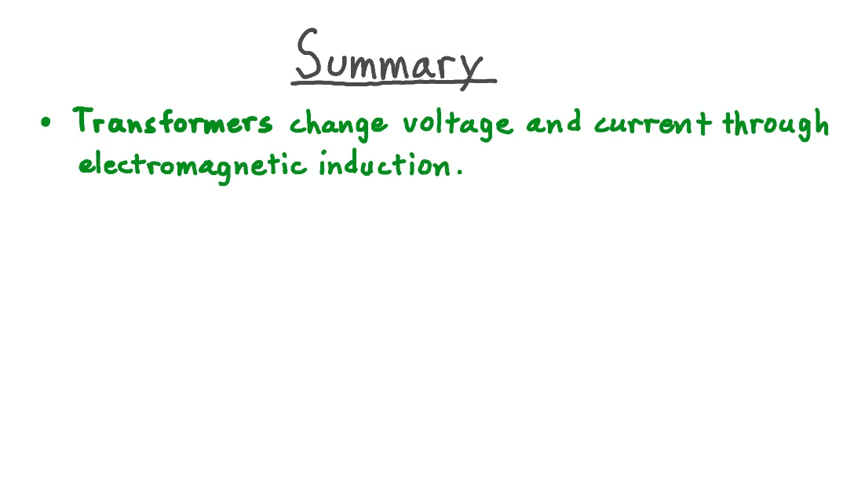 Summary
• Transformers change voltage and current through
electromagnetic induction.